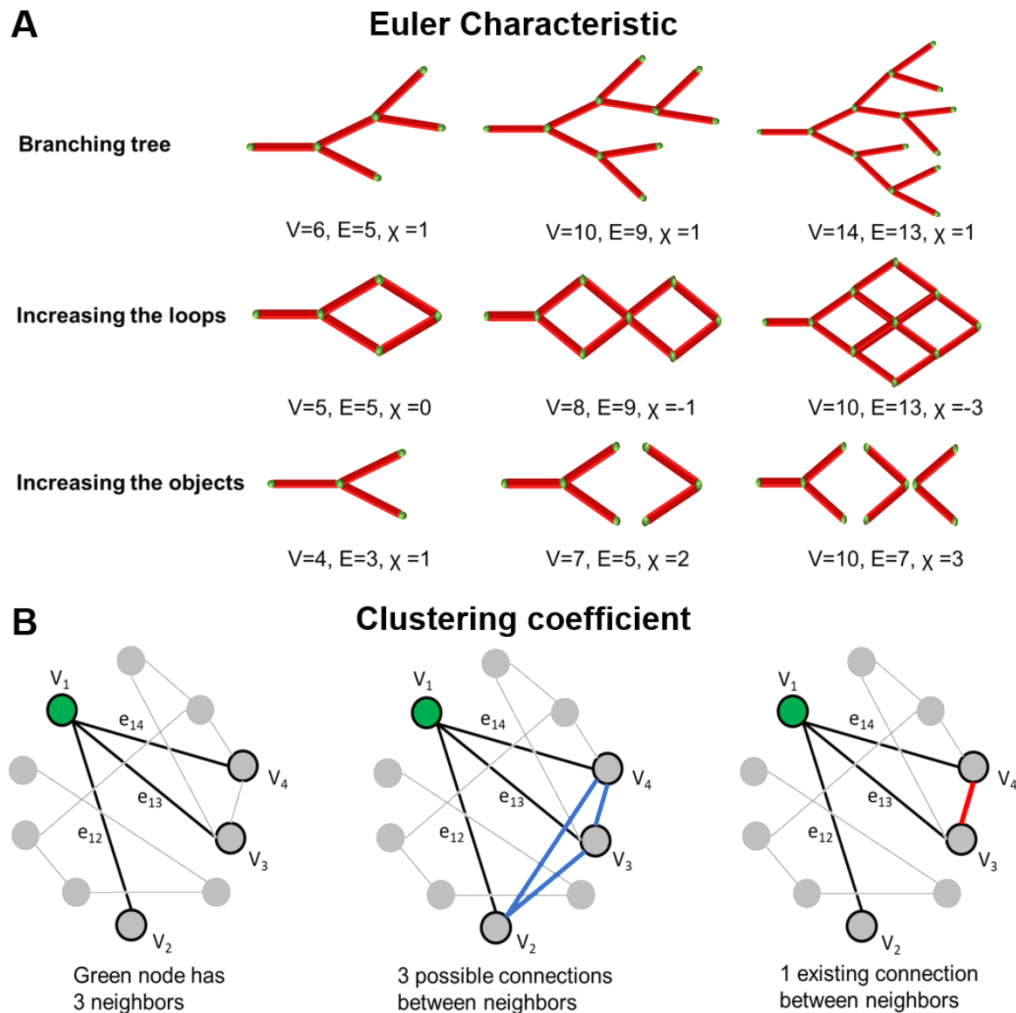 A
Euler Characteristic
Branching tree
V=6, E=5, χ =1
V=10, E=9, χ =1
V=14, E=13, χ =1
Increasing the loops
V=5, E=5, χ =0
V=8, E=9, χ =-1
V=10, E=13, χ =-3
Increasing the objects
V=4, E=3, χ =1
V=7, E=5, χ =2
V=10, E=7, χ =3
B
Clustering coefficient
V₁
e₁₄
V₄
e₁₃
e₁₂
V₃
V₂
Green node has
3 neighbors
V₁
e₁₄
V₄
e₁₃
e₁₂
V₃
V₂
3 possible connections
between neighbors
V₁
e₁₄
V₄
e₁₃
e₁₂
V₃
V₂
1 existing connection
between neighbors